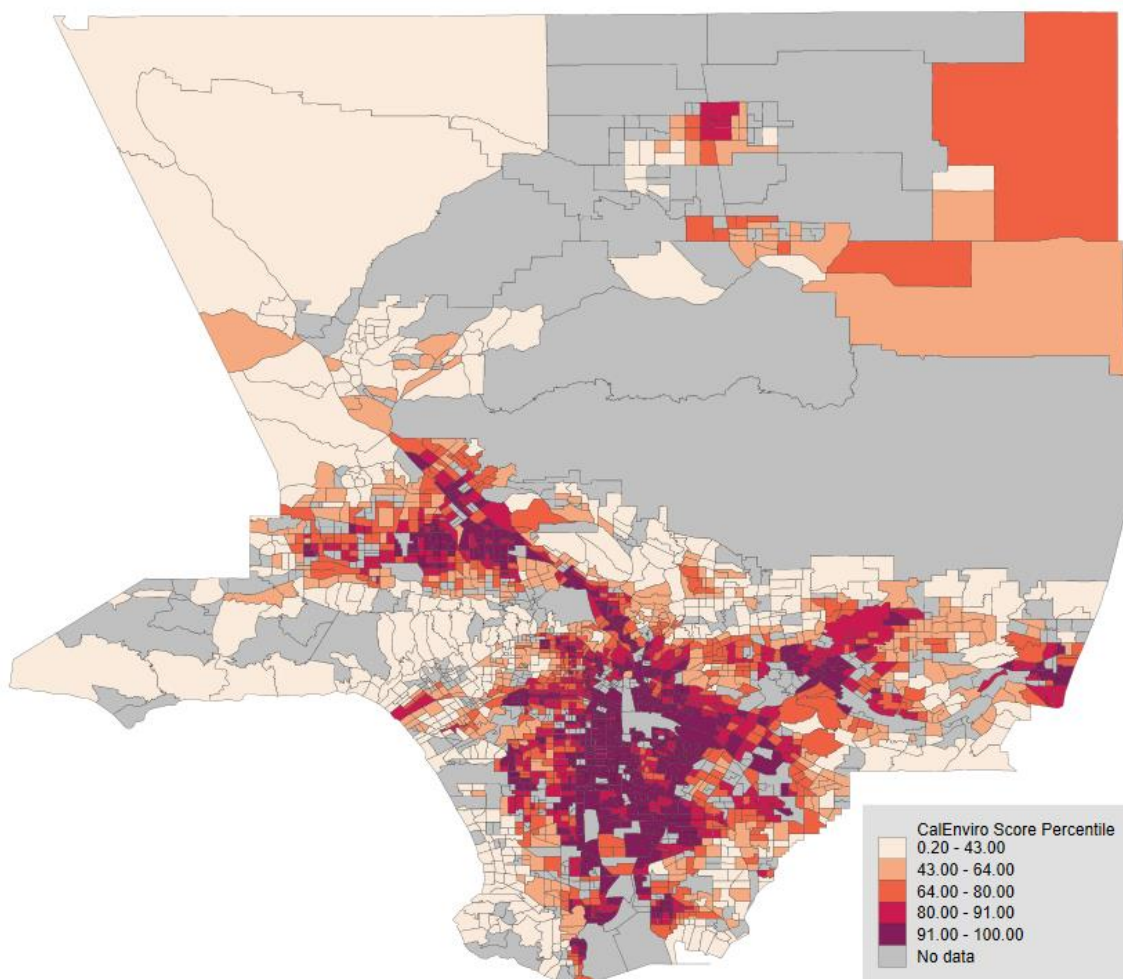 CalEnviro Score Percentile
0.20 - 43.00
43.00 - 64.00
64.00 - 80.00
80.00 - 91.00
91.00 - 100.00
No data